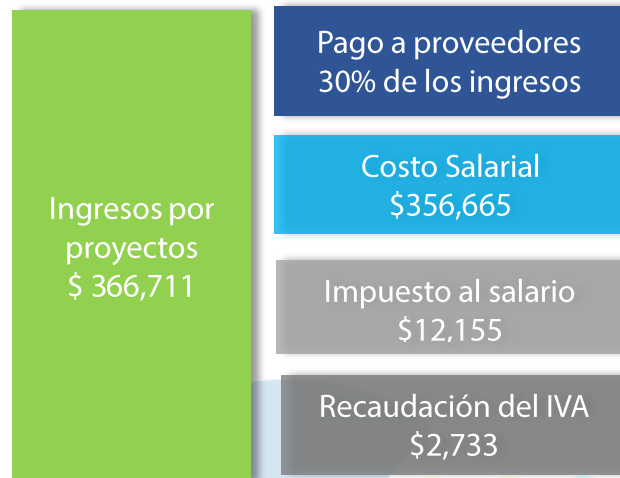 Ingresos por
proyectos
$ 366,711
Pago a proveedores
30% de los ingresos
Costo Salarial
$356,665
Impuesto al salario
$12,155
Recaudación del IVA
$2,733